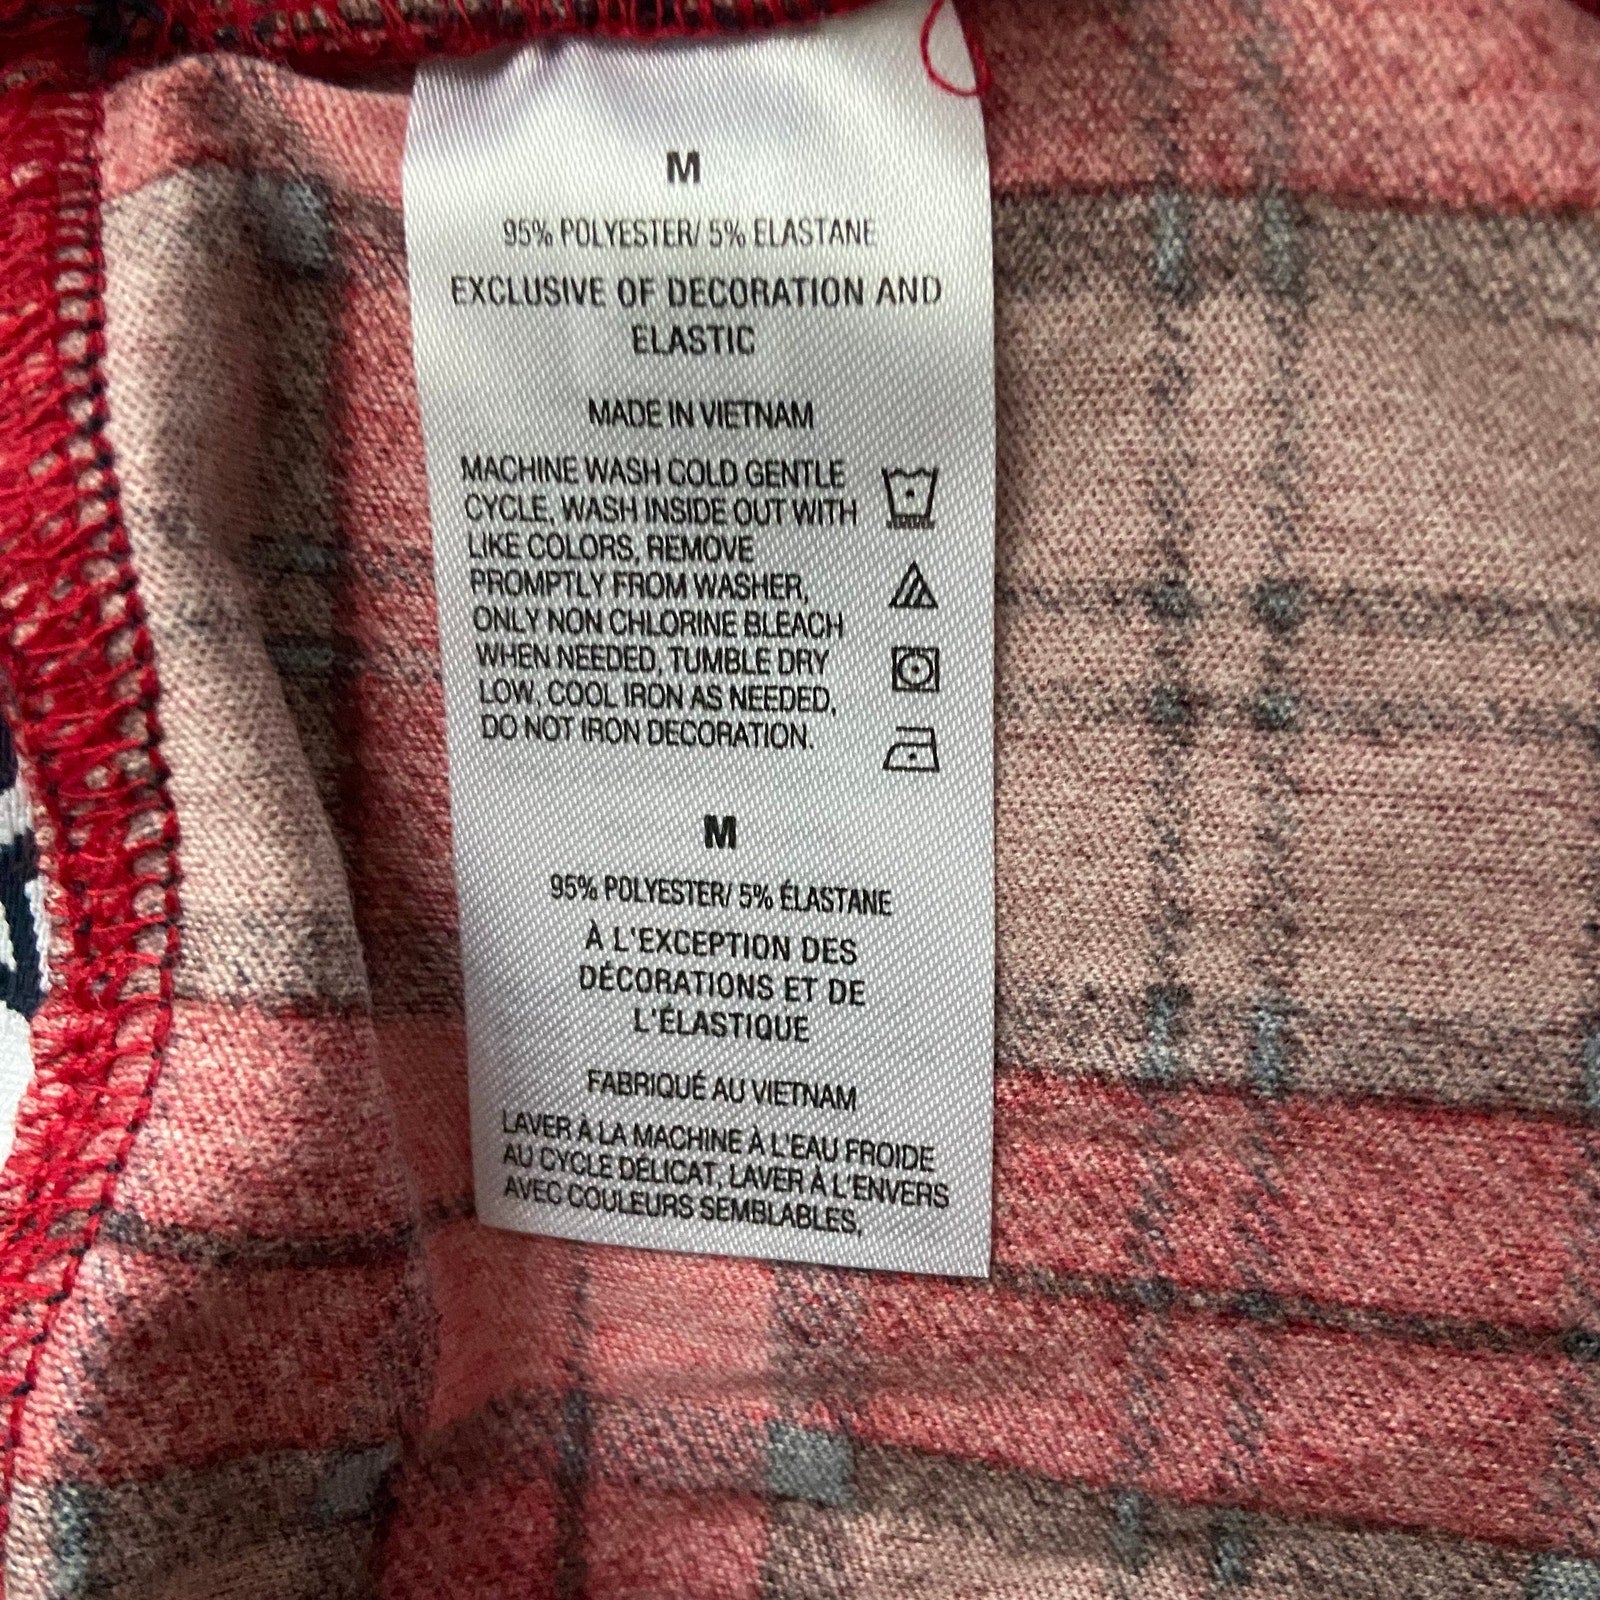 M
95% POLYESTER/ 5% ELASTANE
EXCLUSIVE OF DECORATION AND
ELASTIC
MADE IN VIETNAM
MACHINE WASH COLD GENTLE
CYCLE, WASH INSIDE OUT WITH
LIKE COLORS, REMOVE
PROMPTLY FROM WASHER,
ONLY NON CHLORINE BLEACH
WHEN NEEDED, TUMBLE DRY
LOW, COOL IRON AS NEEDED,
DO NOT IRON DECORATION.
M
95% POLYESTER/ 5% ÉLASTANE
À L'EXCEPTION DES
DÉCORATIONS ET DE
L'ÉLASTIQUE
FABRIQUÉ AU VIETNAM
LAVER À LA MACHINE À L'EAU FROIDE
AU CYCLE DÉLICAT, LAVER À L'ENVERS
AVEC COULEURS SEMBLABLES,